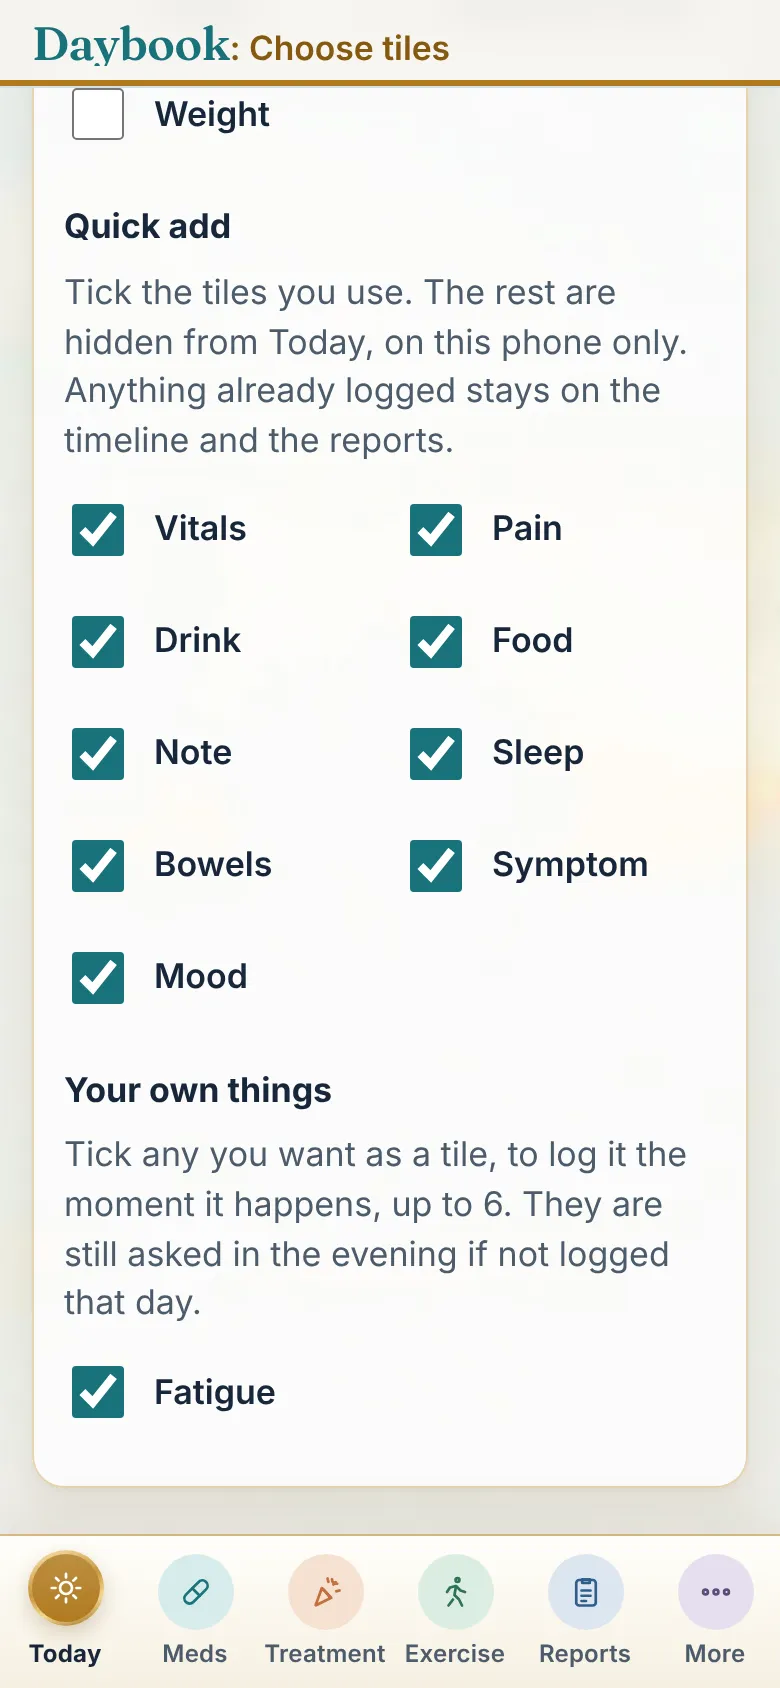 Daybook: Choose tiles
Weight
Quick add
Tick the tiles you use. The rest are
hidden from Today, on this phone only.
Anything already logged stays on the
timeline and the reports.
Vitals
Pain
Drink
Food
Note
Sleep
Bowels
Symptom
Mood
Your own things
Tick any you want as a tile, to log it the
moment it happens, up to 6. They are
still asked in the evening if not logged
that day.
Fatigue
Today
Meds
Treatment
Exercise
Reports
More